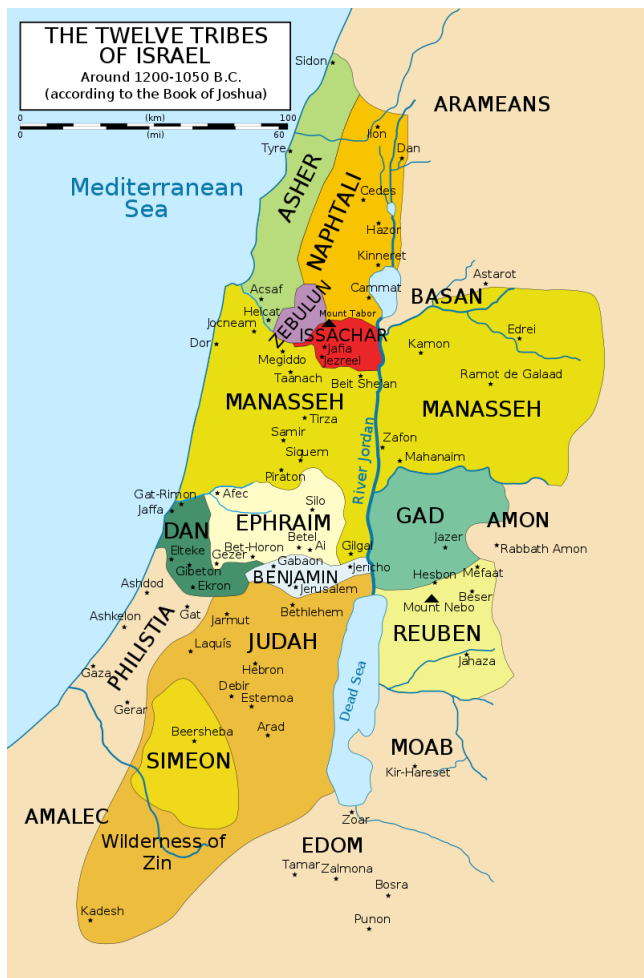 THE TWELVE TRIBES
OF ISRAEL
Around 1200-1050 B.C.
(according to the Book of Joshua)
0 (km) 100
0 (mi) 60
Sidon
ARAMEANS
Ijon
Tyre
Dan
ASHER
Mediterranean
Sea
Cedes
NAPHTALI
Hazor
Kinneret
Astarot
Cammat
BASAN
Acsaf
Helcat
ZEBULUN
Mount Tabor
Jocneam
ISSACHAR
Edrei
Dor
Jafia
Kamon
Megiddo
Jezreel
Taanach
Beit Shelan
Ramot de Galaad
MANASSEH
MANASSEH
Tirza
River Jordan
Samir
Zafon
Siquem
Mahanaim
Piraton
Gat-Rimon
Afec
Jaffa
Silo
DAN
EPHRAIM
GAD
AMON
Betel
Jazer
Elteke
Bet-Horon
Ai
Gilgal
Rabbath Amon
Gezer
Gabaon
Jericho
Gibeton
BENJAMIN
Hesbon
Mefaat
Ekron
Jerusalem
Beser
Ashdod
Mount Nebo
Gat
Bethlehem
Ashkelon
Jarmut
PHILISTIA
JUDAH
REUBEN
Laquís
Gaza
Hebron
Jahaza
Debir
Dead Sea
Gerar
Estemoa
Beersheba
Arad
SIMEON
MOAB
Kir-Hareset
AMALEC
Zoar
Wilderness of
Zin
EDOM
Tamar
Zalmona
Bosra
Kadesh
Punon